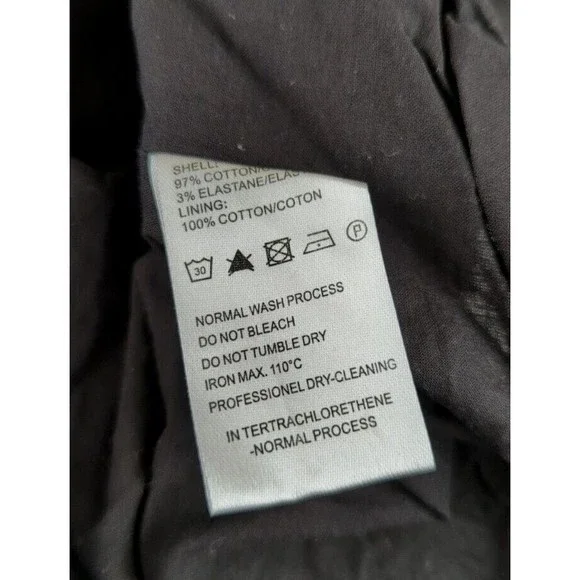 SHELL:
97% COTTON/
3% ELASTANE/ELAS
LINING:
100% COTTON/COTON
30 P
NORMAL WASH PROCESS
DO NOT BLEACH
DO NOT TUMBLE DRY
IRON MAX. 110°C
PROFESSIONEL DRY-CLEANING
IN TERTRACHLORETHENE
-NORMAL PROCESS